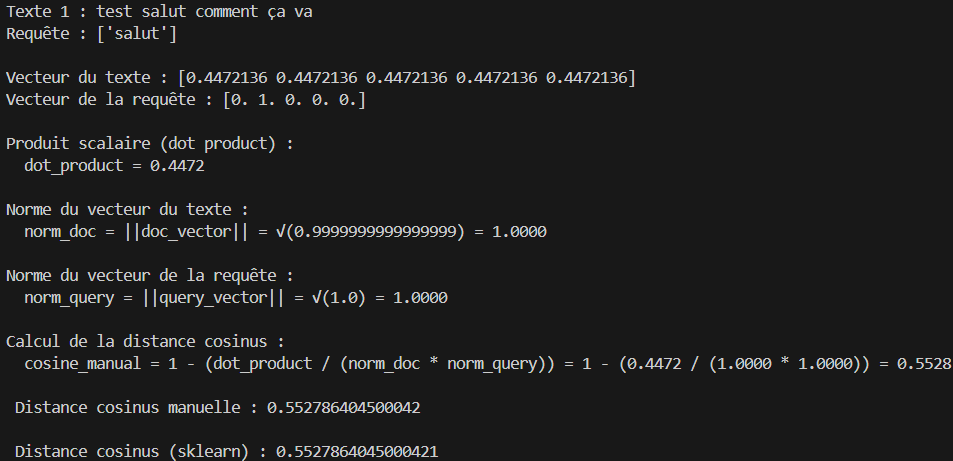 Texte 1 : test salut comment ça va
Requête : ['salut']
Vecteur du texte : [0.4472136 0.4472136 0.4472136 0.4472136 0.4472136]
Vecteur de la requête : [0. 1. 0. 0. 0.]
Produit scalaire (dot product) :
dot_product = 0.4472
Norme du vecteur du texte :
norm_doc = ||doc_vector|| = √(0.9999999999999999) = 1.0000
Norme du vecteur de la requête :
norm_query = ||query_vector|| = √(1.0) = 1.0000
Calcul de la distance cosinus :
cosine_manual = 1 - (dot_product / (norm_doc * norm_query)) = 1 - (0.4472 / (1.0000 * 1.0000)) = 0.5528
Distance cosinus manuelle : 0.552786404500042
Distance cosinus (sklearn) : 0.5527864045000421